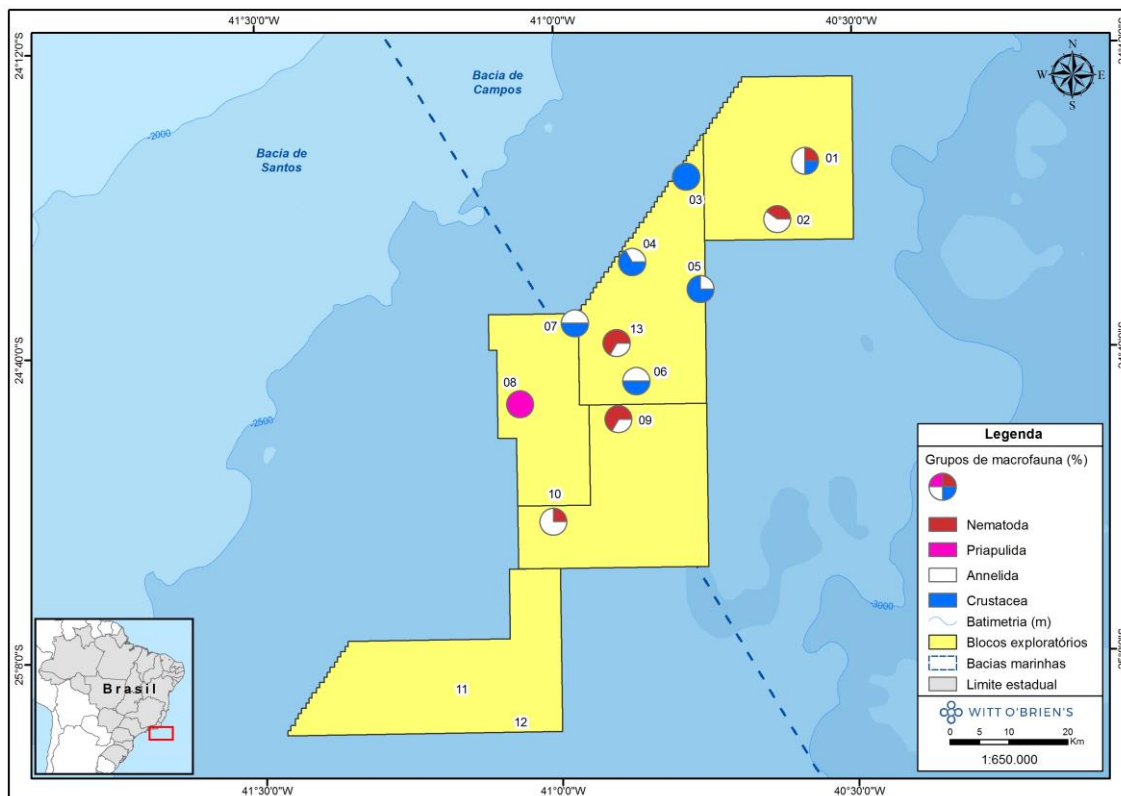 41°30'0"W
41°0'0"W
40°30'0"W
24°12'0"S
Bacia de
Campos
Bacia de
Santos
-2000
N
W
E
S
01
02
03
04
05
07
13
06
08
09
10
24°40'0"S
24°40'0"S
-2500
-3000
25°8'0"S
11
12
Brasil
Legenda
Grupos de macrofauna (%)
Nematoda
Priapulida
Annelida
Crustacea
Batimetria (m)
Blocos exploratórios
Bacias marinhas
Limite estadual
WITT O'BRIEN'S
0 5 10 20
Km
1:650.000
41°30'0"W
41°0'0"W
40°30'0"W